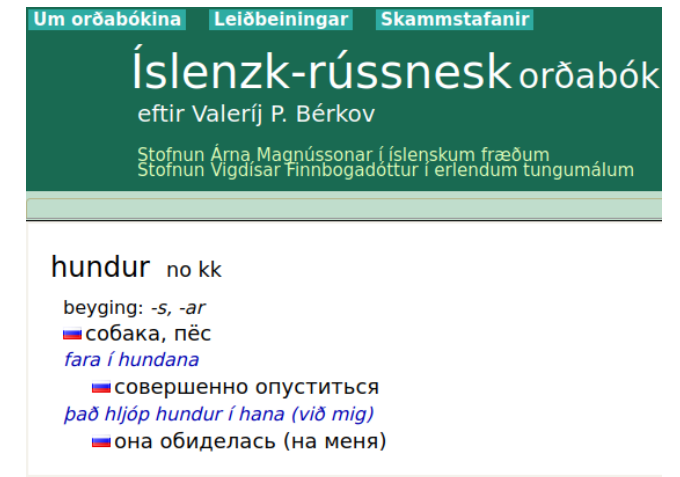 Um orðabókina Leiðbeiningar Skammstafanir
Íslenzk-rússnesk orðabók
eftir Valeríj P. Bérkov
Stofnun Árna Magnússonar í íslenskum fræðum
Stofnun Vigdísar Finnbogadóttur í erlendum tungumálum
hundur no kk
beyging: -s, -ar
собака, пёс
fara í hundana
совершенно опуститься
það hljóp hundur í hana (við mig)
она обиделась (на меня)